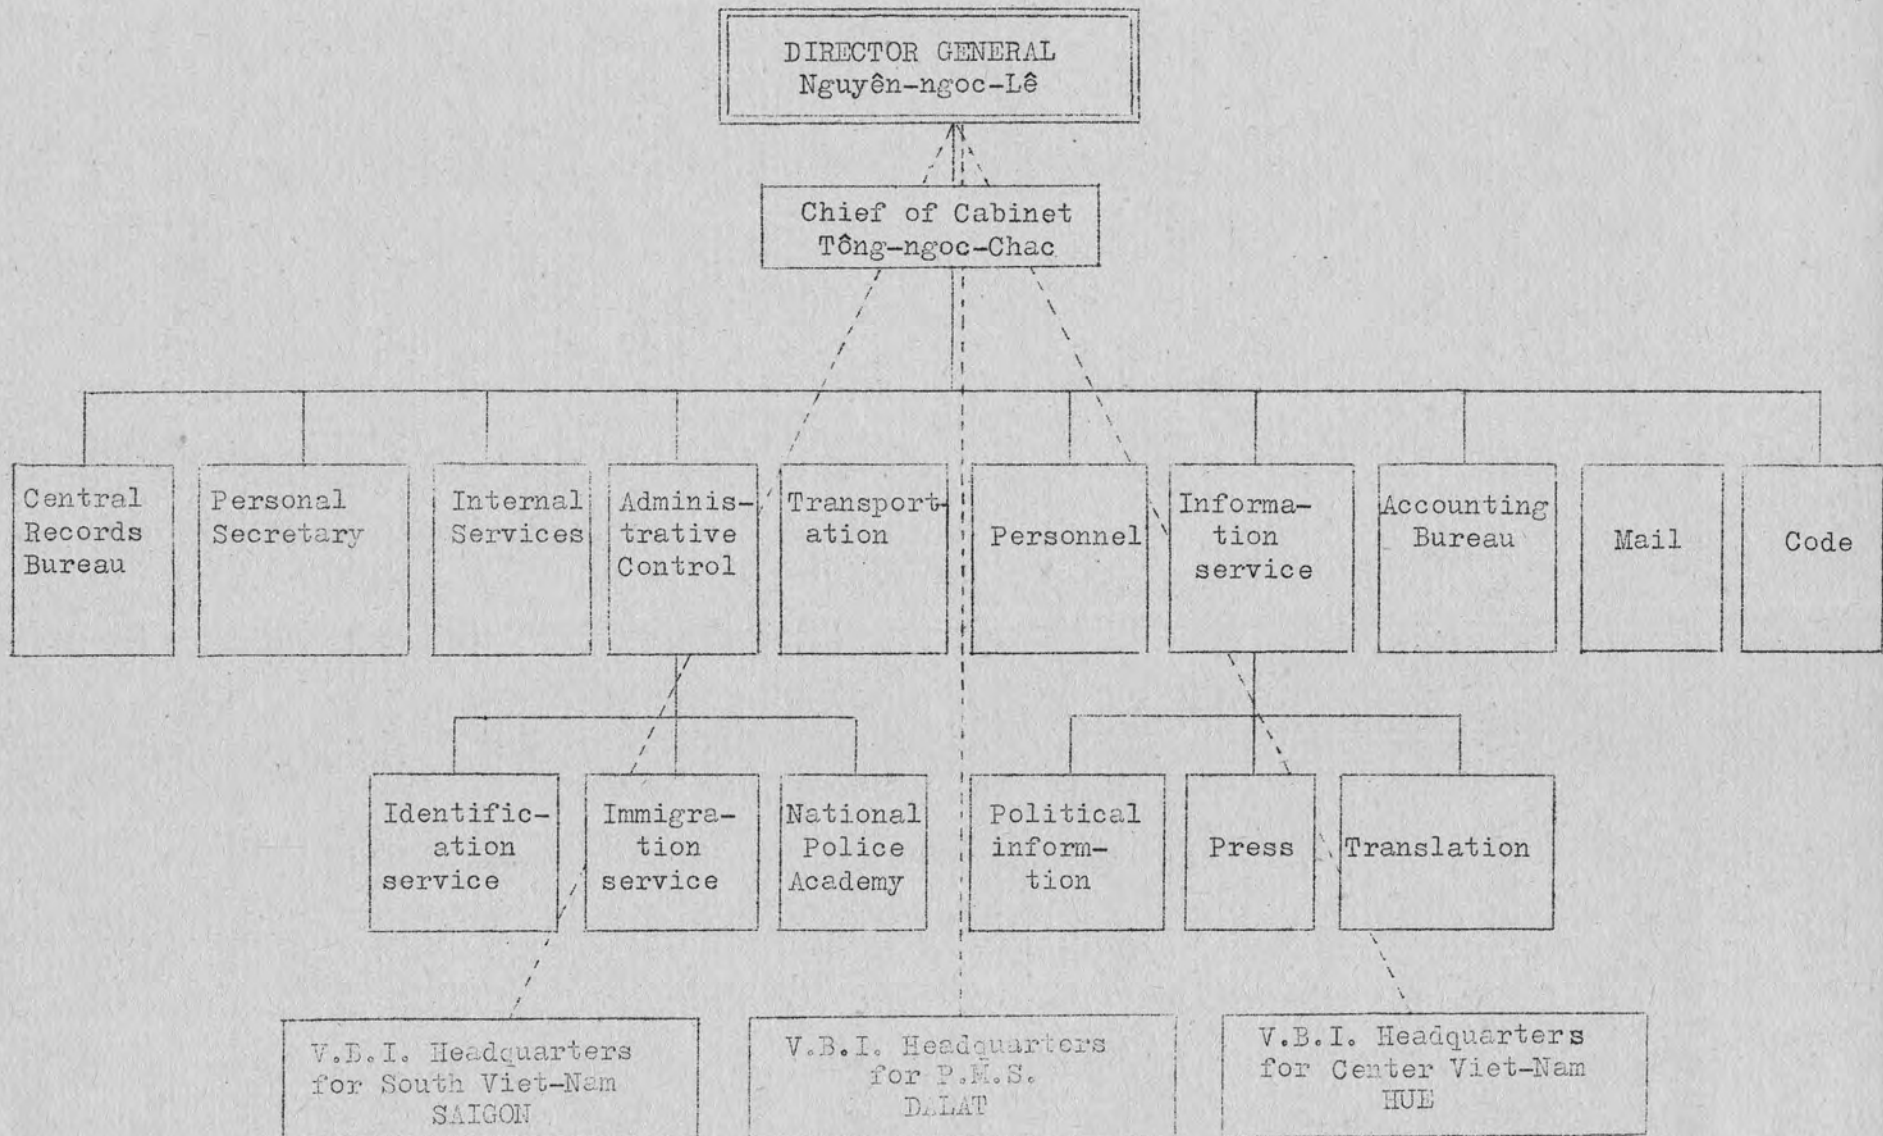 DIRECTOR GENERAL
Nguyên-ngoc-Lê
Chief of Cabinet
Tông-ngoc-Chac
Central
Records
Bureau
Personal
Secretary
Internal
Services
Adminis-
trative
Control
Transport-
ation
Personnel
Informa-
tion
service
Accounting
Bureau
Mail
Code
Identific-
ation
service
Immigra-
tion
service
National
Police
Academy
Political
inform-
tion
Press
Translation
V.B.I. Headquarters
for South Viet-Nam
SAIGON
V.B.I. Headquarters
for P.M.S.
DALAT
V.B.I. Headquarters
for Center Viet-Nam
HUE